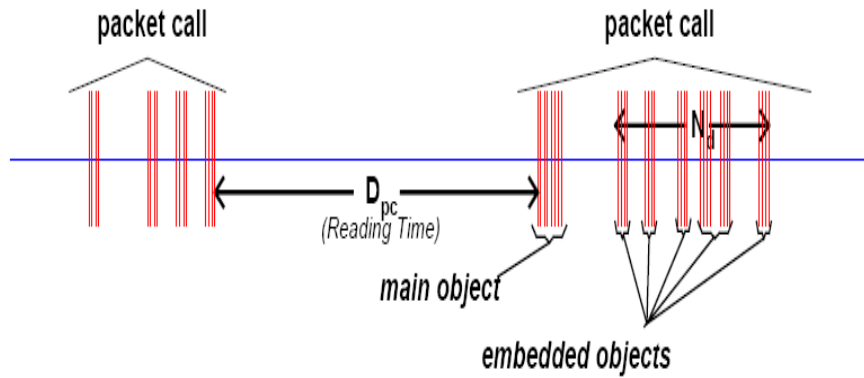 packet call
packet call
N_d
D_pc
(Reading Time)
main object
embedded objects